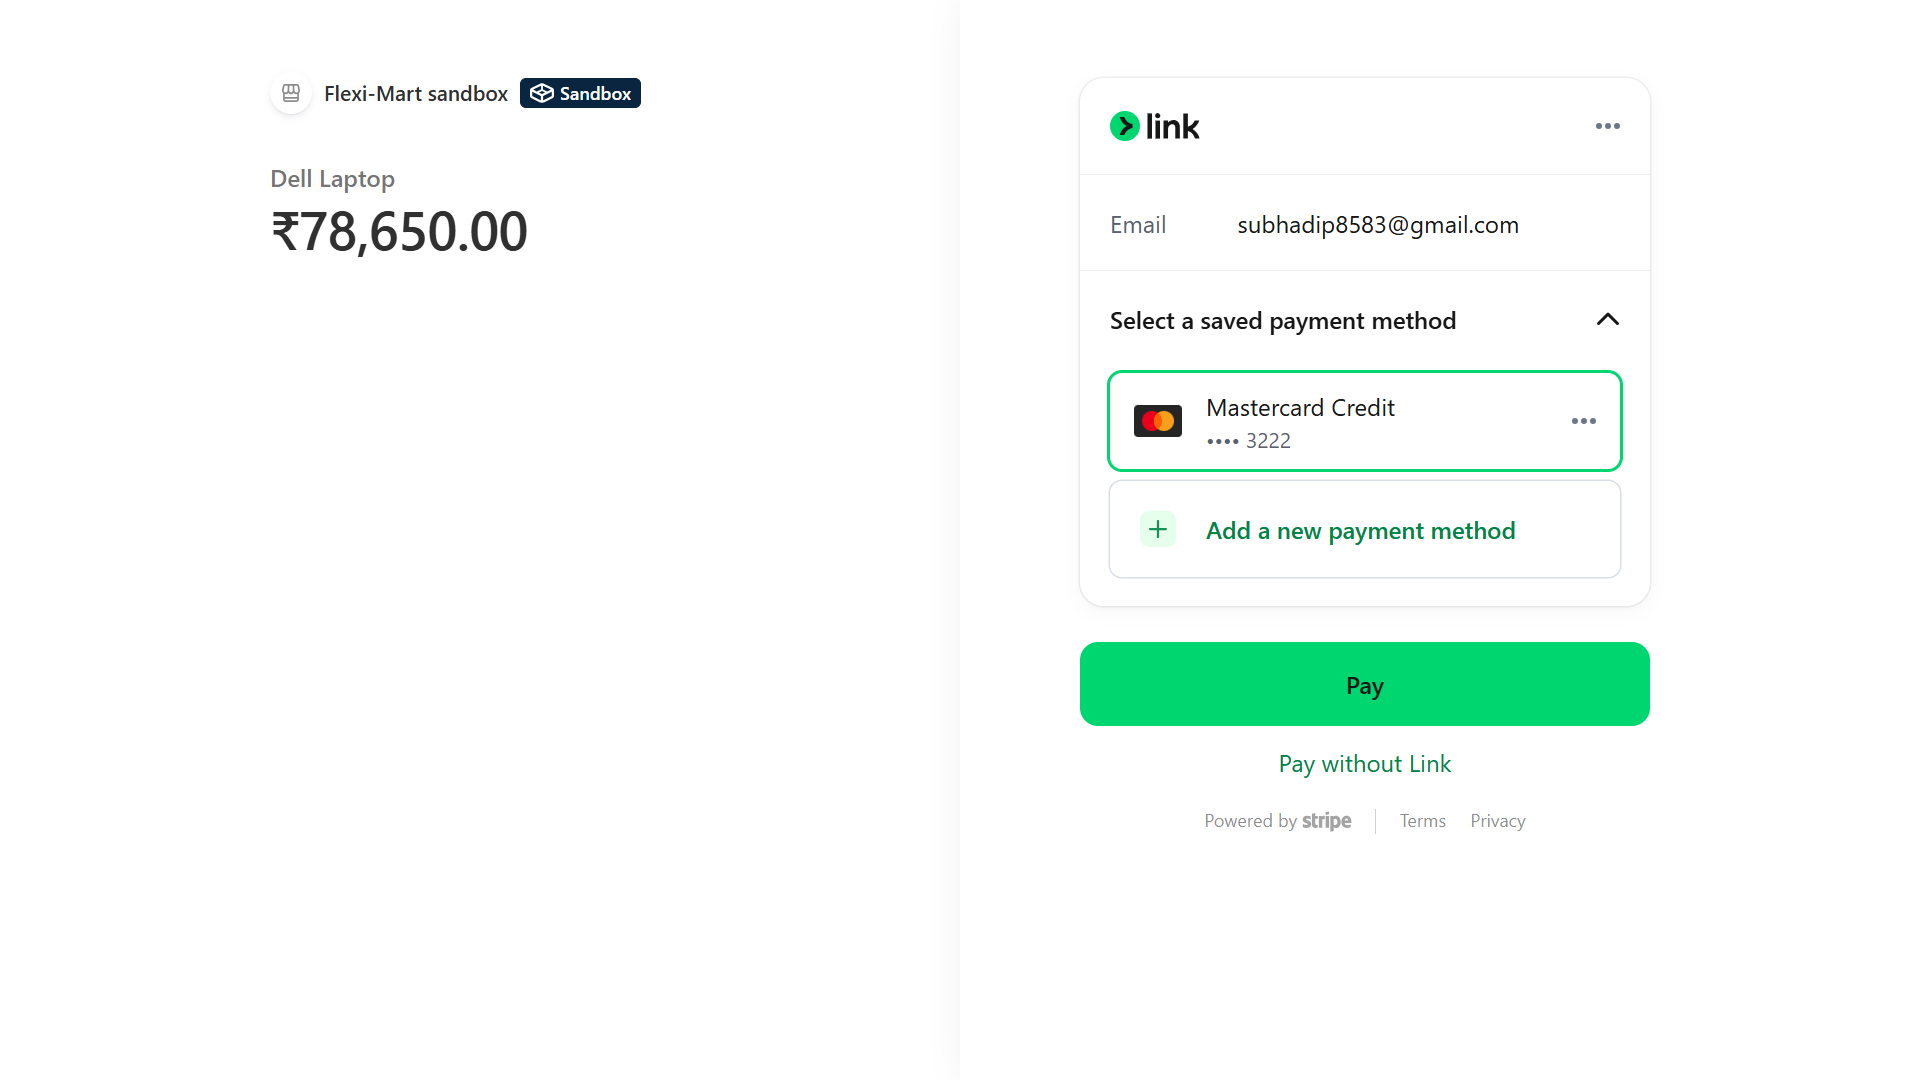 Flexi-Mart sandbox
Sandbox
Dell Laptop
₹78,650.00
link
Email
subhadip8583@gmail.com
Select a saved payment method
Mastercard Credit
•••• 3222
Add a new payment method
Pay
Pay without Link
Powered by stripe
Terms
Privacy